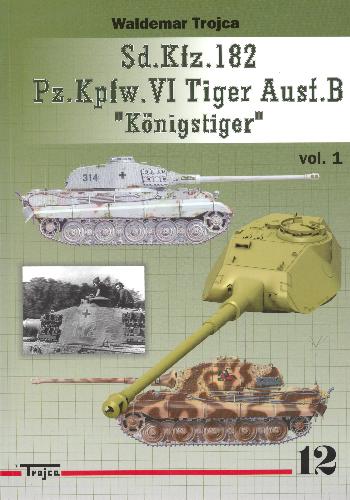 Waldemar Trojca
Sd.Kfz.182
Pz.Kpfw.VI Tiger Ausf.B
"Königstiger"
vol. 1
314
Trojca
12